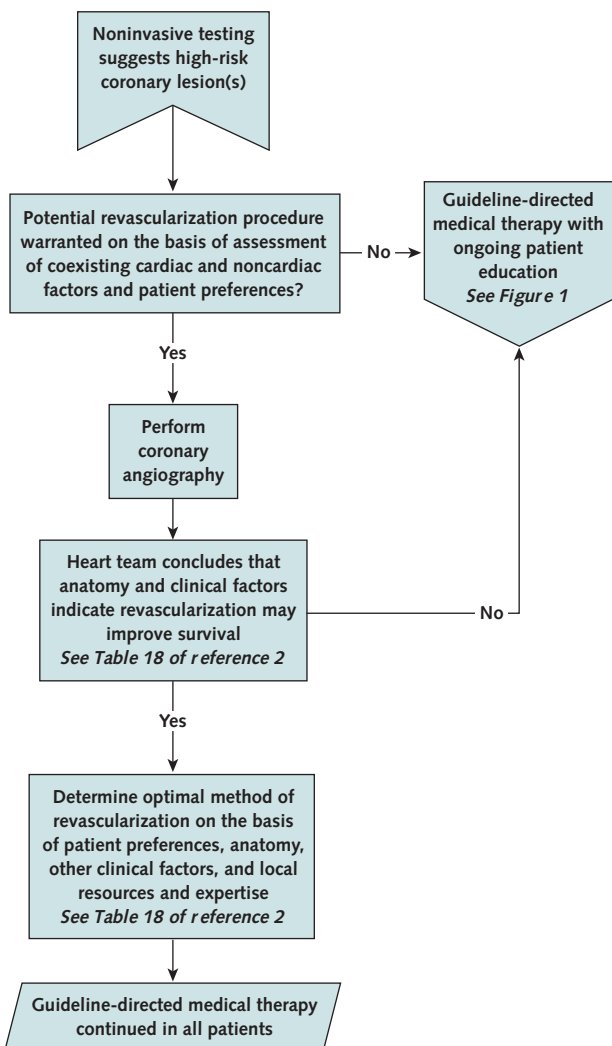 Noninvasive testing
suggests high-risk
coronary lesion(s)
Potential revascularization procedure
warranted on the basis of assessment
of coexisting cardiac and noncardiac
factors and patient preferences?
No
Guideline-directed
medical therapy with
ongoing patient
education
See Figure 1
Yes
Perform
coronary
angiography
Heart team concludes that
anatomy and clinical factors
indicate revascularization may
improve survival
See Table 18 of reference 2
No
Yes
Determine optimal method of
revascularization on the basis
of patient preferences, anatomy,
other clinical factors, and local
resources and expertise
See Table 18 of reference 2
Guideline-directed medical therapy
continued in all patients